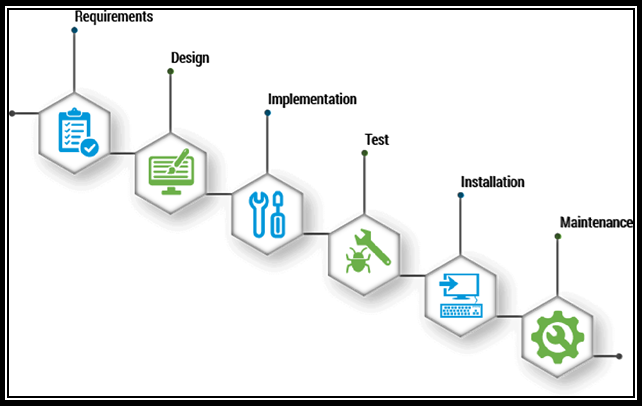 Requirements
Design
Implementation
Test
Installation
Maintenance